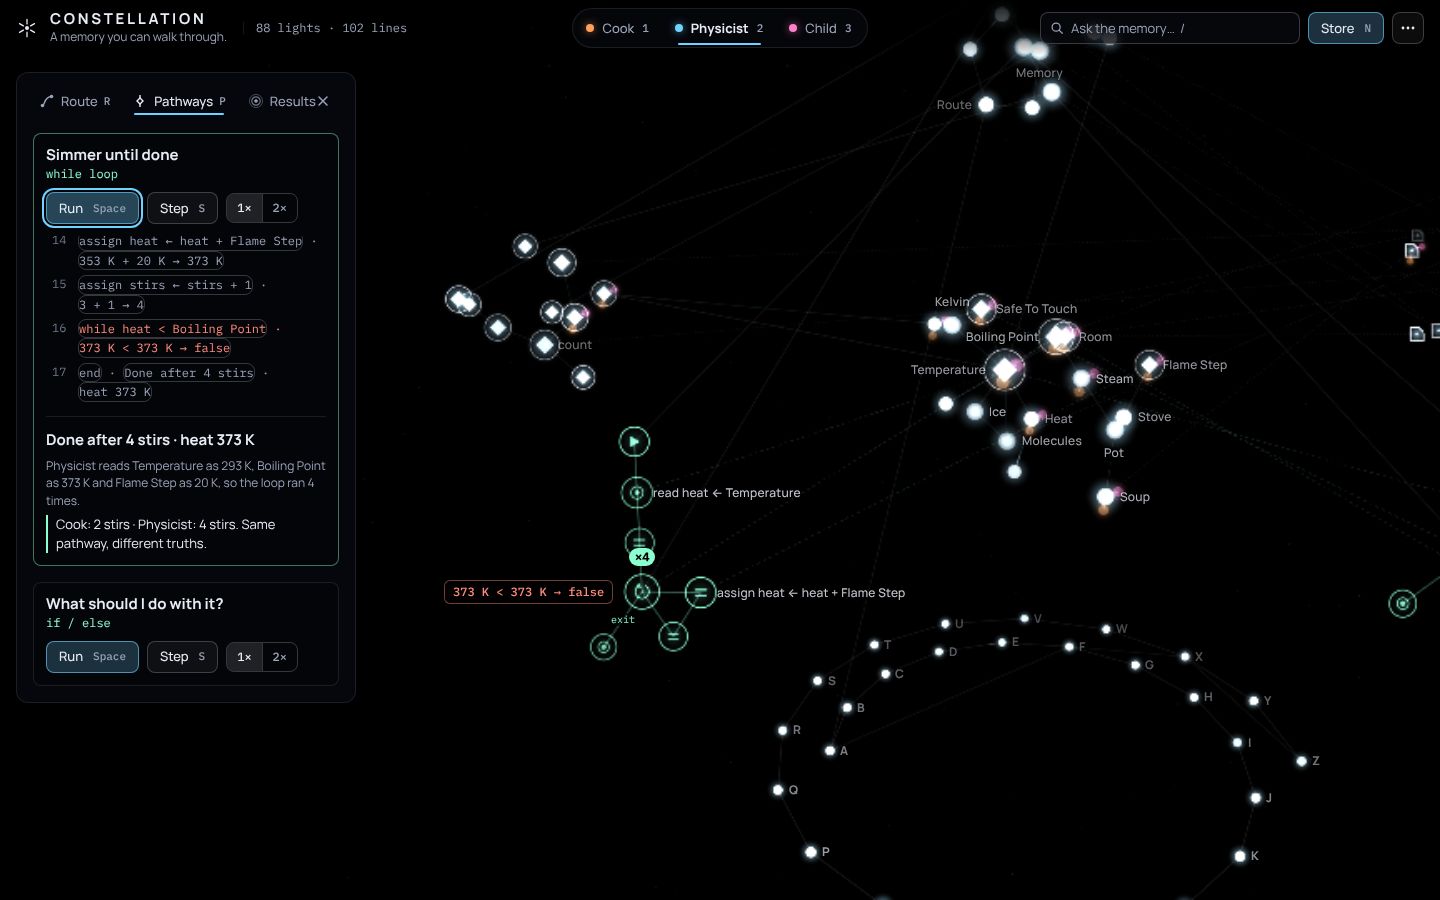 CONSTELLATION
A memory you can walk through.
88 lights · 102 lines
Cook 1
Physicist 2
Child 3
Ask the memory… /
Store N
Route R
Pathways P
Results
Simmer until done
while loop
Run Space
Step S
1×
2×
14 assign heat ← heat + Flame Step ·
353 K + 20 K → 373 K
15 assign stirs ← stirs + 1 ·
3 + 1 → 4
16 while heat < Boiling Point ·
373 K < 373 K → false
17 end · Done after 4 stirs ·
heat 373 K
Done after 4 stirs · heat 373 K
Physicist reads Temperature as 293 K, Boiling Point
as 373 K and Flame Step as 20 K, so the loop ran 4
times.
Cook: 2 stirs · Physicist: 4 stirs. Same
pathway, different truths.
What should I do with it?
if / else
Run Space
Step S
1×
2×
Memory
Route
Kelvin
Safe To Touch
Boiling Point
Room
count
Temperature
Flame Step
Steam
Ice
Heat
Stove
Molecules
Pot
read heat ← Temperature
Soup
×4
373 K < 373 K → false
assign heat ← heat + Flame Step
exit
U
V
W
T
D
E
F
X
C
G
S
B
H
Y
R
A
I
Z
Q
J
P
K